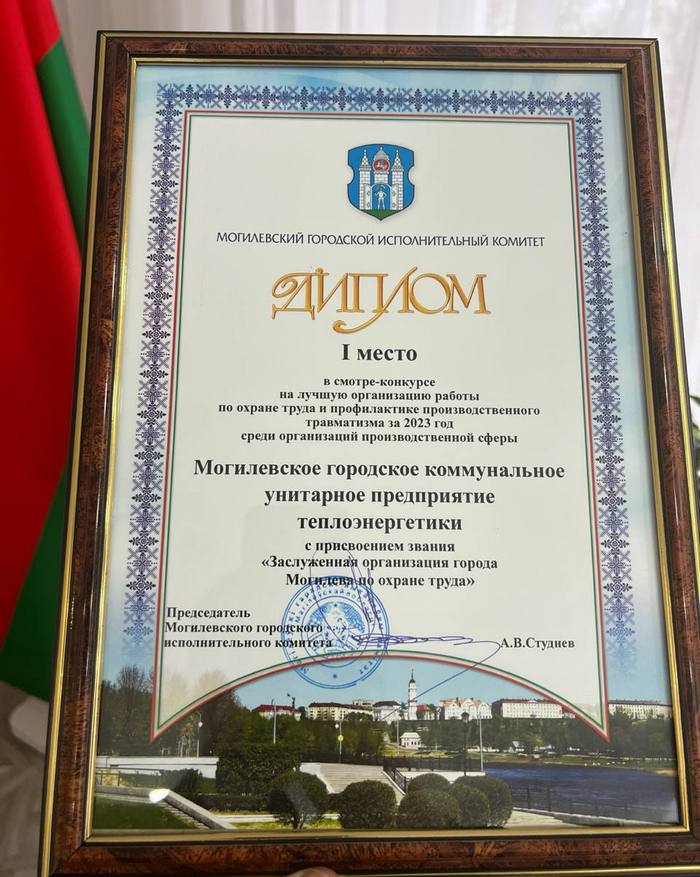 МОГИЛЕВСКИЙ ГОРОДСКОЙ ИСПОЛНИТЕЛЬНЫЙ КОМИТЕТ
ДИПЛОМ
I место
в смотре-конкурсе
на лучшую организацию работы
по охране труда и профилактике производственного
травматизма за 2023 год
среди организаций производственной сферы
Могилевское городское коммунальное
унитарное предприятие
теплоэнергетики
с присвоением звания
«Заслуженная организация города
Могилева по охране труда»
Председатель
Могилевского городского
исполнительного комитета
А.В.Студнев